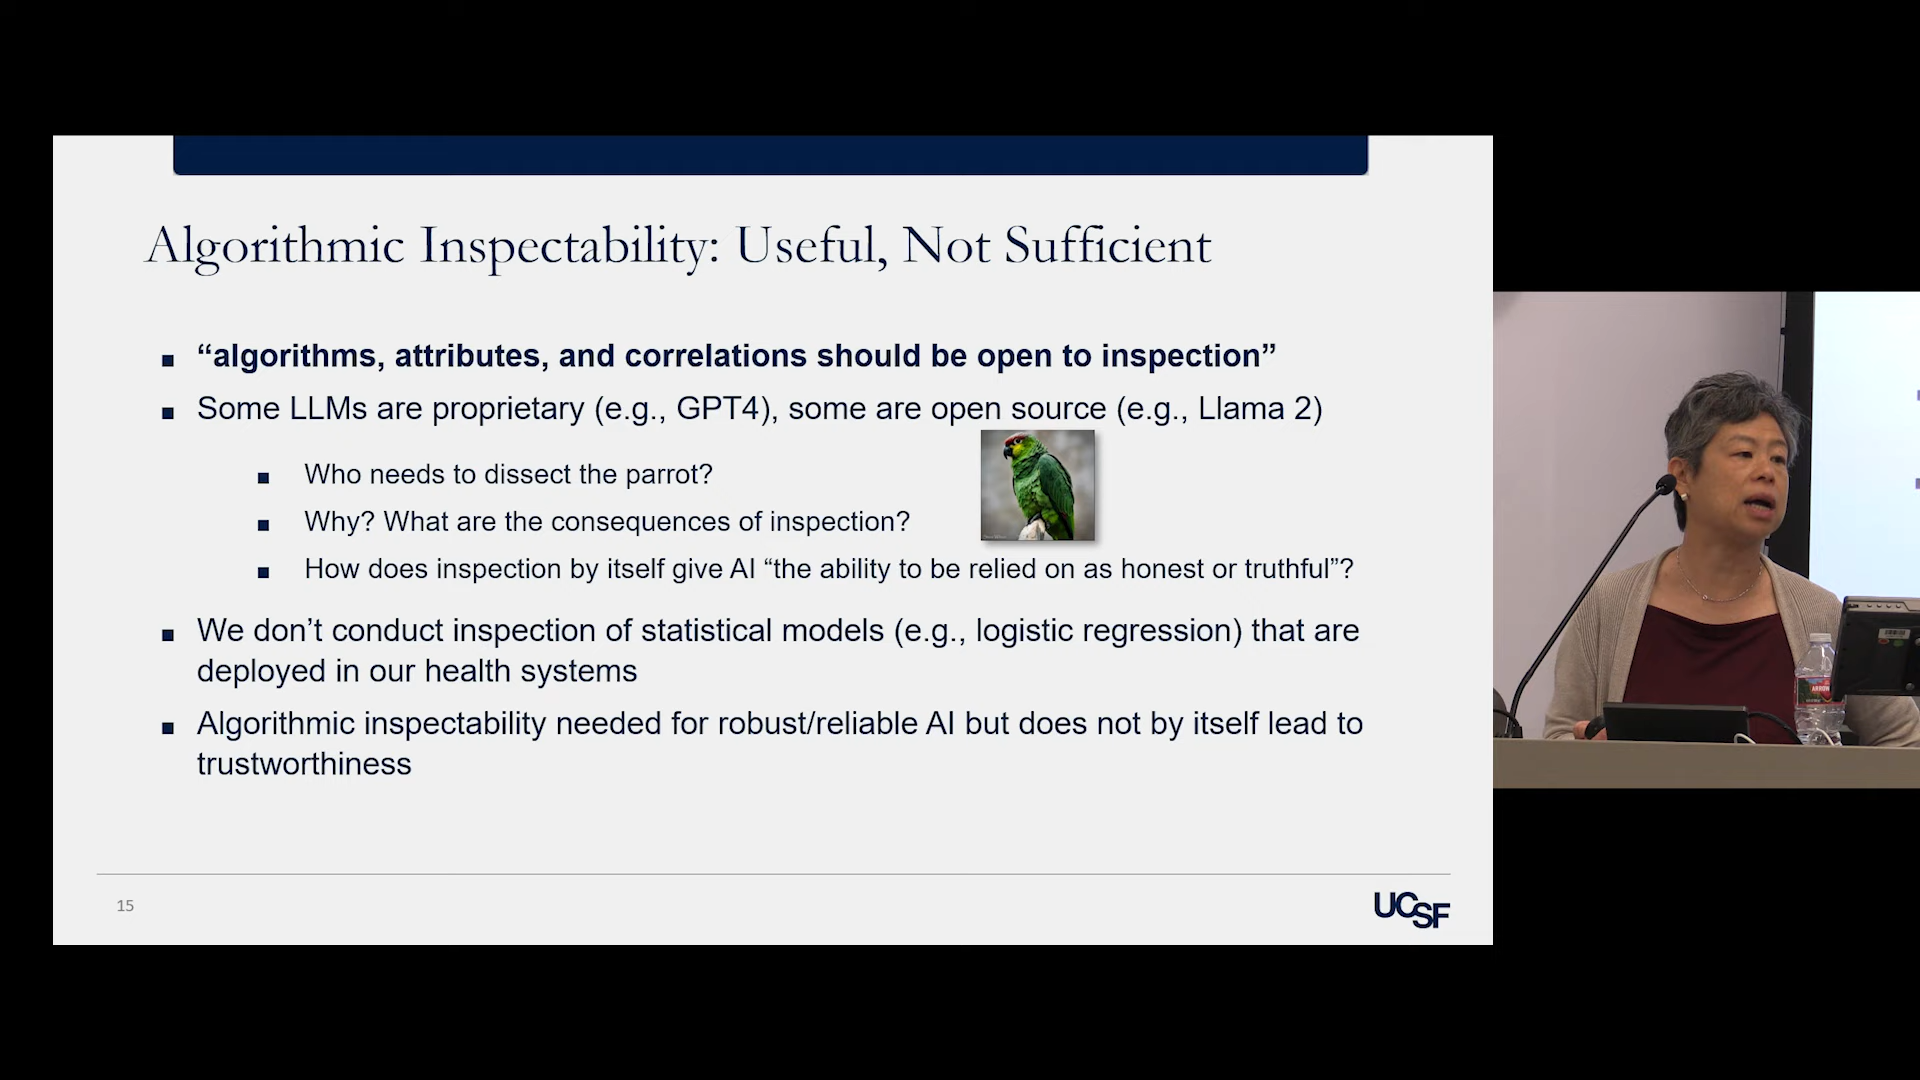 Algorithmic Inspectability: Useful, Not Sufficient
“algorithms, attributes, and correlations should be open to inspection”
Some LLMs are proprietary (e.g., GPT4), some are open source (e.g., Llama 2)
Who needs to dissect the parrot?
Why? What are the consequences of inspection?
How does inspection by itself give AI “the ability to be relied on as honest or truthful”?
We don’t conduct inspection of statistical models (e.g., logistic regression) that are
deployed in our health systems
Algorithmic inspectability needed for robust/reliable AI but does not by itself lead to
trustworthiness
15
UCSF
ARROW